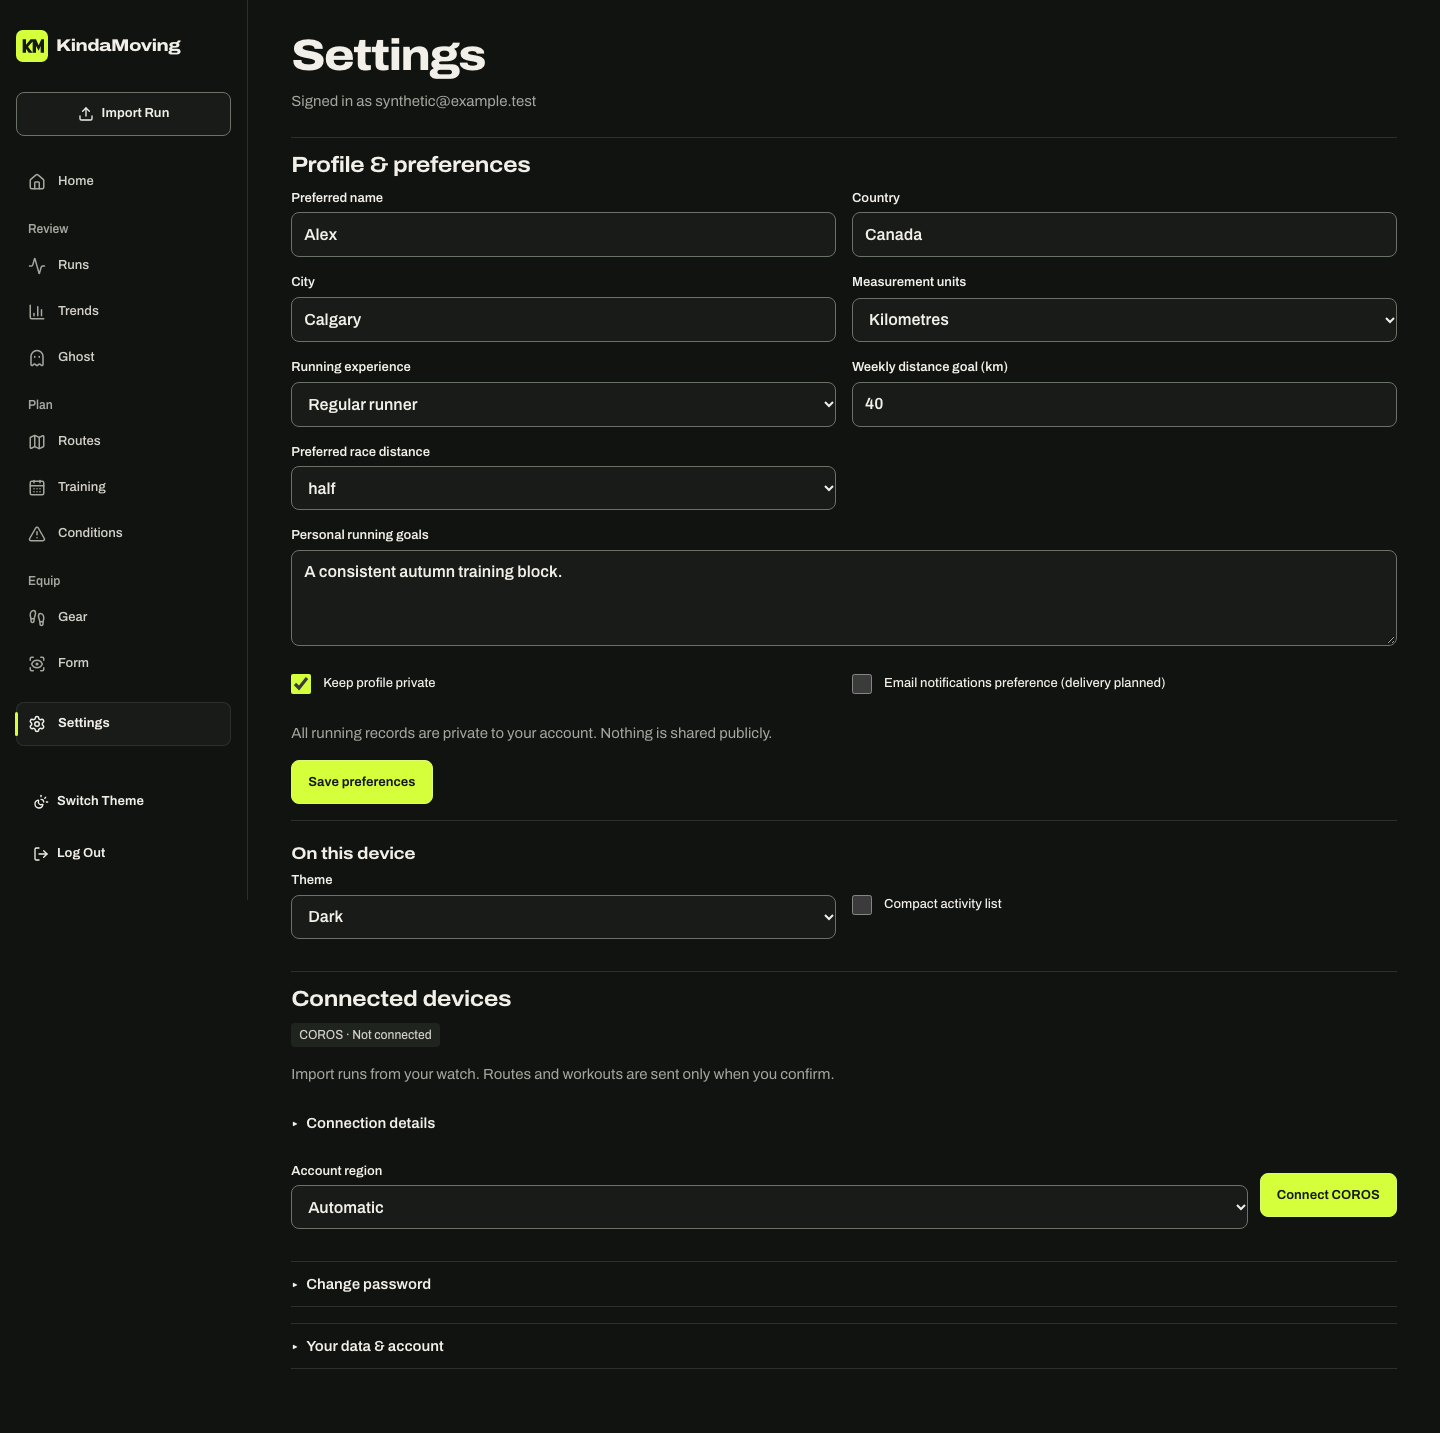 KM KindaMoving
Import Run
Home
Review
Runs
Trends
Ghost
Plan
Routes
Training
Conditions
Equip
Gear
Form
Settings
Switch Theme
Log Out
Settings
Signed in as synthetic@example.test
Profile & preferences
Preferred name
Alex
Country
Canada
City
Calgary
Measurement units
Kilometres
Running experience
Regular runner
Weekly distance goal (km)
40
Preferred race distance
half
Personal running goals
A consistent autumn training block.
Keep profile private
Email notifications preference (delivery planned)
All running records are private to your account. Nothing is shared publicly.
Save preferences
On this device
Theme
Dark
Compact activity list
Connected devices
COROS · Not connected
Import runs from your watch. Routes and workouts are sent only when you confirm.
Connection details
Account region
Automatic
Connect COROS
Change password
Your data & account